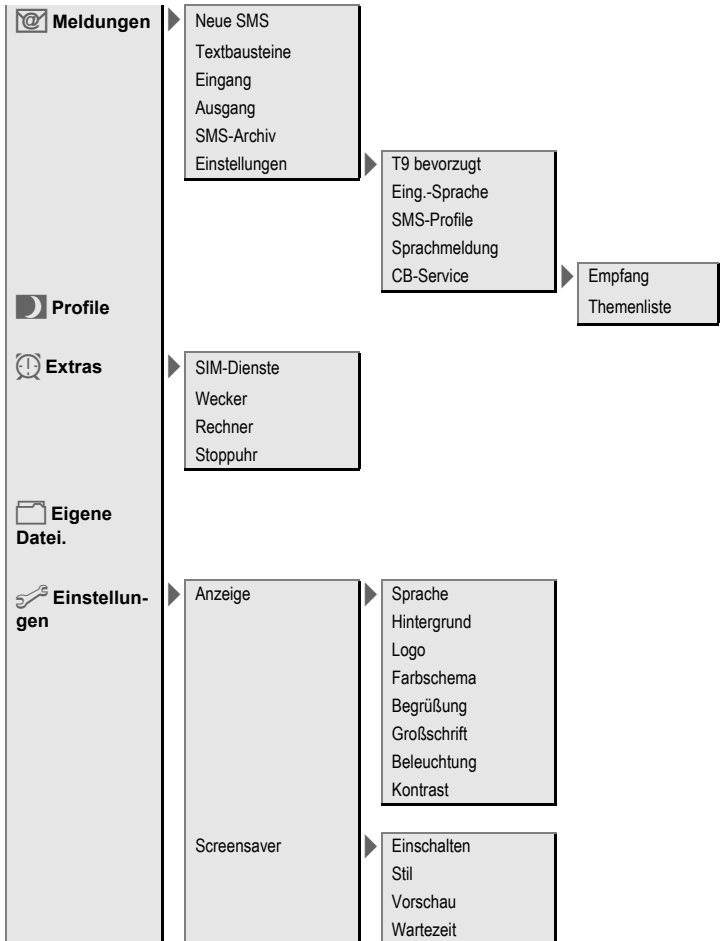 Meldungen
Neue SMS
Textbausteine
Eingang
Ausgang
SMS-Archiv
Einstellungen
T9 bevorzugt
Eing.-Sprache
SMS-Profile
Sprachmeldung
CB-Service
Empfang
Themenliste
Profile
Extras
SIM-Dienste
Wecker
Rechner
Stoppuhr
Eigene
Datei.
Einstellun-
gen
Anzeige
Sprache
Hintergrund
Logo
Farbschema
Begrüßung
Großschrift
Beleuchtung
Kontrast
Screensaver
Einschalten
Stil
Vorschau
Wartezeit